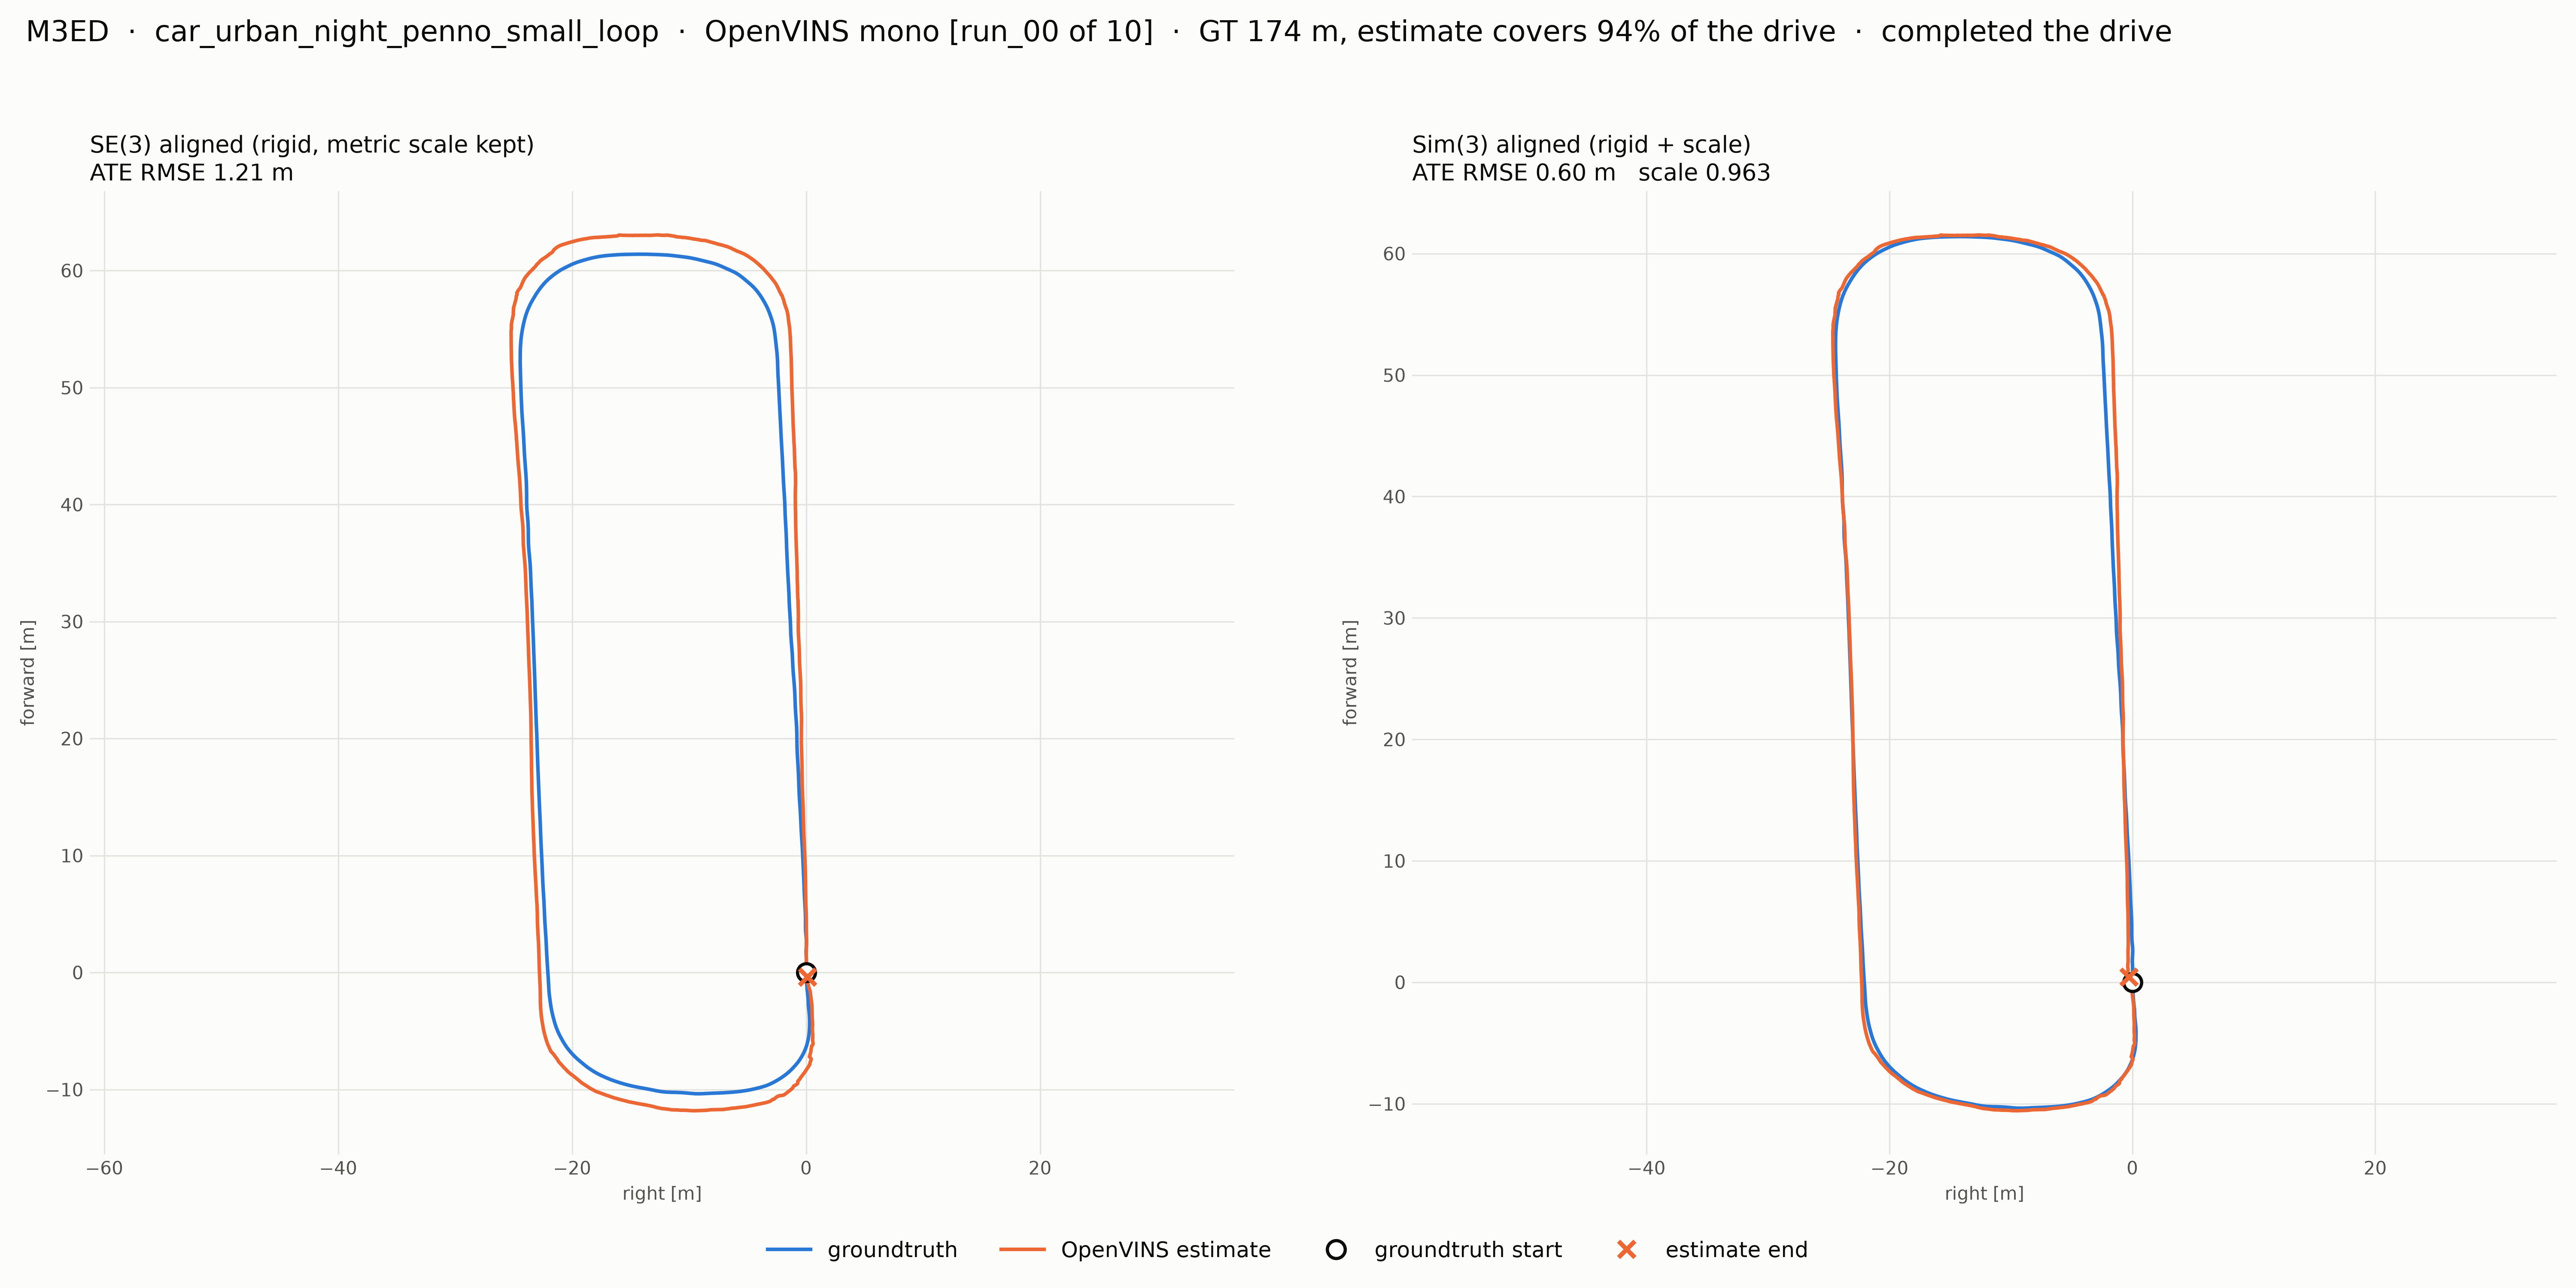 M3ED · car_urban_night_penno_small_loop · OpenVINS mono [run_00 of 10] · GT 174 m, estimate covers 94% of the drive · completed the drive
SE(3) aligned (rigid, metric scale kept)
ATE RMSE 1.21 m
60
50
40
30
20
10
0
−10
−60
−40
−20
0
20
forward [m]
right [m]
Sim(3) aligned (rigid + scale)
ATE RMSE 0.60 m   scale 0.963
60
50
40
30
20
10
0
−10
−40
−20
0
20
forward [m]
right [m]
groundtruth
OpenVINS estimate
groundtruth start
estimate end